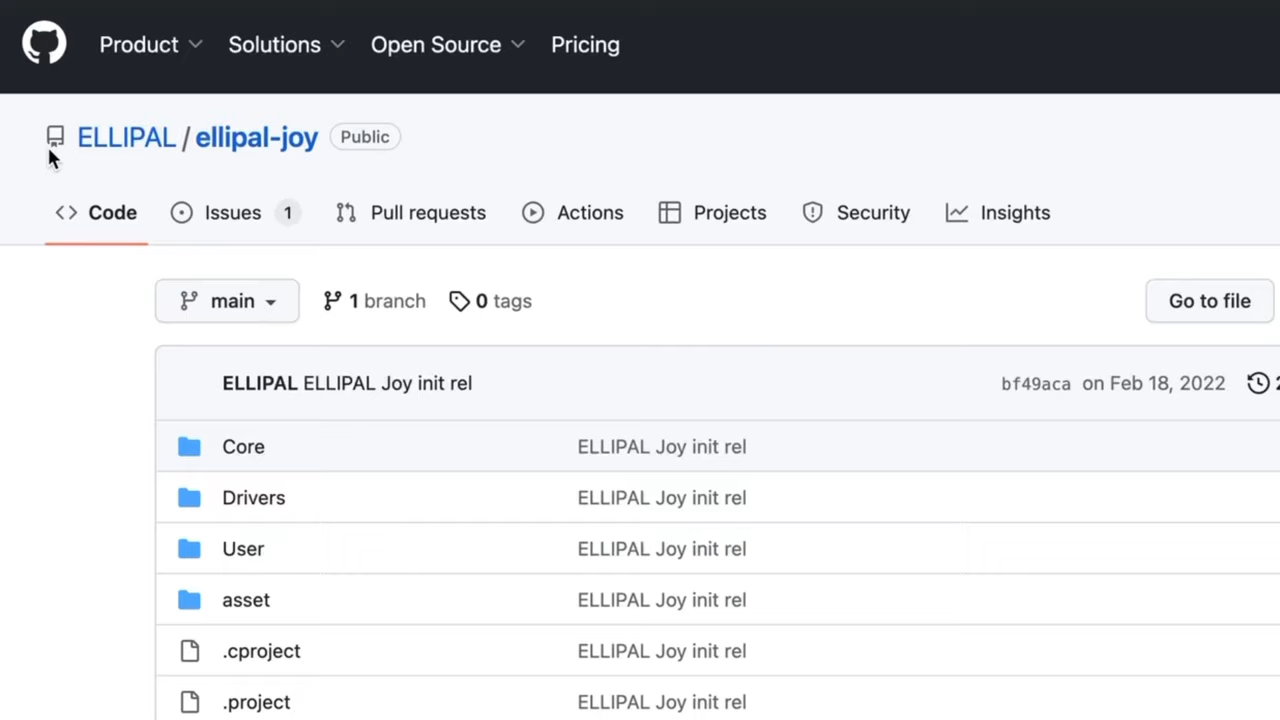 Product Solutions Open Source Pricing
ELLIPAL / ellipal-joy Public
Code Issues 1 Pull requests Actions Projects Security Insights
main 1 branch 0 tags Go to file
ELLIPAL ELLIPAL Joy init rel bf49aca on Feb 18, 2022
Core ELLIPAL Joy init rel
Drivers ELLIPAL Joy init rel
User ELLIPAL Joy init rel
asset ELLIPAL Joy init rel
.cproject ELLIPAL Joy init rel
.project ELLIPAL Joy init rel